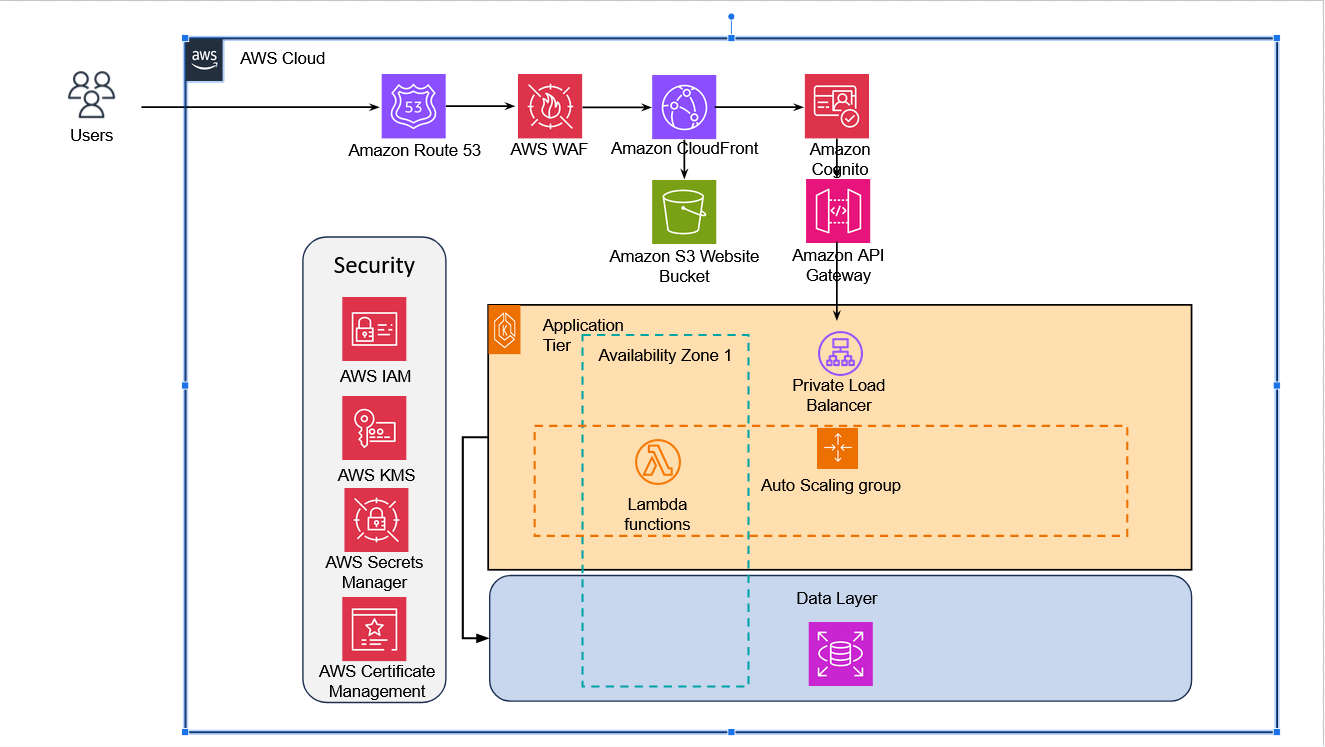 aws
AWS Cloud
Users
53
Amazon Route 53
AWS WAF
Amazon CloudFront
Amazon
Cognito
</>
Amazon S3 Website
Bucket
Amazon API
Gateway
Security
AWS IAM
AWS KMS
AWS Secrets
Manager
AWS Certificate
Management
K
Application
Tier
Availability Zone 1
Private Load
Balancer
Auto Scaling group
Lambda
functions
Data Layer